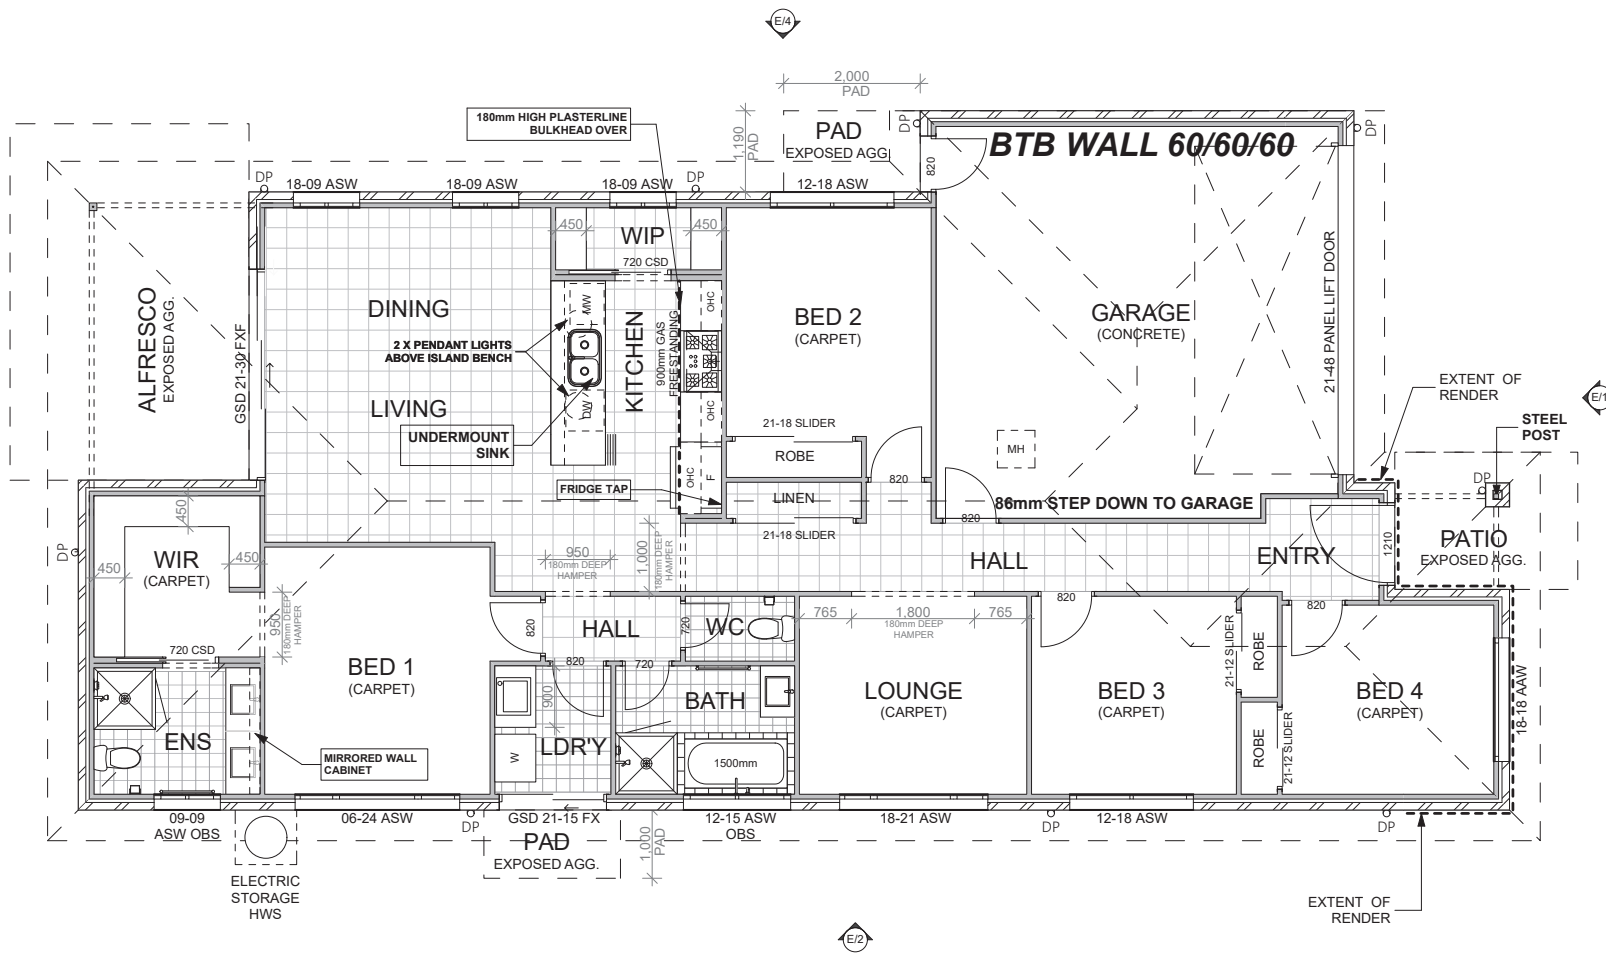 E/4
2,000
PAD
180mm HIGH PLASTERLINE
BULKHEAD OVER
1,190
PAD
PAD
EXPOSED AGG.
DP
820
BTB WALL 60/60/60
DP
DP
18-09 ASW
18-09 ASW
18-09 ASW
DP
12-18 ASW
450
WIP
450
720 CSD
ALFRESCO
EXPOSED AGG.
GSD 21-30 FXF
DINING
2 X PENDANT LIGHTS
ABOVE ISLAND BENCH
LIVING
UNDERMOUNT
SINK
MW
DW
KITCHEN
900mm GAS
FREESTANDING
OHC
OHC
OHC
F
FRIDGE TAP
BED 2
(CARPET)
21-18 SLIDER
ROBE
LINEN
21-18 SLIDER
820
GARAGE
(CONCRETE)
MH
21-48 PANEL LIFT DOOR
820
86mm STEP DOWN TO GARAGE
EXTENT OF
RENDER
E/1
STEEL
POST
DP
PATIO
EXPOSED AGG.
1210
ENTRY
HALL
DP
450
WIR
(CARPET)
450
450
950
180mm DEEP
HAMPER
720 CSD
950
180mm DEEP
HAMPER
1,000
180mm DEEP
HAMPER
820
HALL
720
WC
765
1,800
765
180mm DEEP
HAMPER
820
820
BED 1
(CARPET)
820
720
900
BATH
LOUNGE
(CARPET)
BED 3
(CARPET)
21-12 SLIDER
ROBE
ROBE
21-12 SLIDER
BED 4
(CARPET)
18-18 AAW
ENS
MIRRORED WALL
CABINET
W
LDR'Y
1500mm
09-09
ASW OBS
06-24 ASW
DP
GSD 21-15 FX
PAD
EXPOSED AGG.
1,000
PAD
12-15 ASW
OBS
18-21 ASW
DP
12-18 ASW
DP
ELECTRIC
STORAGE
HWS
EXTENT OF
RENDER
E/2